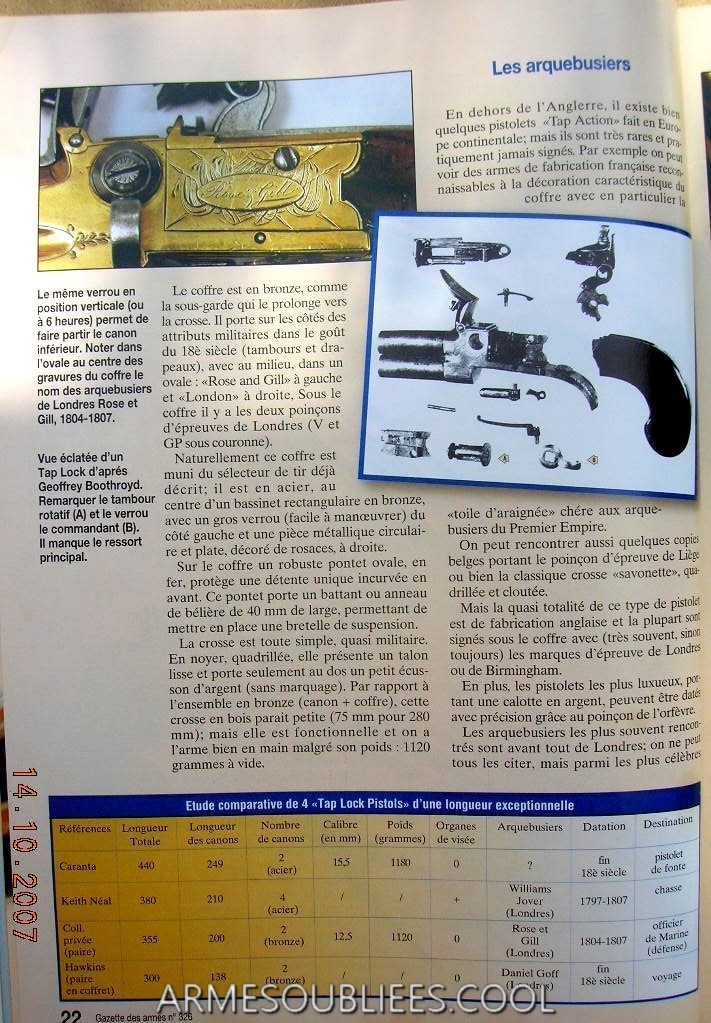 Les arquebusiers
En dehors de l'Anglerre, il existe bien
quelques pistolets «Tap Action» fait en Euro-
pe continentale; mais ils sont très rares et pra-
tiquement jamais signés. Par exemple on peut
voir des armes de fabrication française recon-
naissables à la décoration caractéristique du
coffre avec en particulier la
Rose & Gill
Le même verrou en
position verticale (ou
à 6 heures) permet de
faire partir le canon
inférieur. Noter dans
l'ovale au centre des
gravures du coffre le
nom des arquebusiers
de Londres Rose et
Gill, 1804-1807.
Vue éclatée d'un
Tap Lock d'aprés
Geoffrey Boothroyd.
Remarquer le tambour
rotatif (A) et le verrou
le commandant (B).
Il manque le ressort
principal.
Le coffre est en bronze, comme
la sous-garde qui le prolonge vers
la crosse. Il porte sur les côtés des
attributs militaires dans le goût
du 18è siècle (tambours et dra-
peaux), avec au milieu, dans un
ovale : «Rose and Gill» à gauche
et «London» à droite, Sous le
coffre il y a les deux poinçons
d'épreuves de Londres (V et
GP sous couronne).
Naturellement ce coffre est
muni du sélecteur de tir déjà
décrit; il est en acier, au
centre d'un bassinet rectangulaire en bronze,
avec un gros verrou (facile à manœuvrer) du
côté gauche et une pièce métallique circulai-
re et plate, décoré de rosaces, à droite.
Sur le coffre un robuste pontet ovale, en
fer, protège une détente unique incurvée en
avant. Ce pontet porte un battant ou anneau
de bélière de 40 mm de large, permettant de
mettre en place une bretelle de suspension.
La crosse est toute simple, quasi militaire.
En noyer, quadrillée, elle présente un talon
lisse et porte seulement au dos un petit écus-
son d'argent (sans marquage). Par rapport à
l'ensemble en bronze (canon + coffre), cette
crosse en bois parait petite (75 mm pour 280
mm); mais elle est fonctionnelle et on a
l'arme bien en main malgré son poids : 1120
grammes à vide.
A
B
«toile d'araignée» chére aux arque-
busiers du Premier Empire.
On peut rencontrer aussi quelques copies
belges portant le poinçon d'épreuve de Liège
ou bien la classique crosse «savonette», qua-
drillée et cloutée.
Mais la quasi totalité de ce type de pistolet
est de fabrication anglaise et la plupart sont
signés sous le coffre avec (très souvent, sinon
toujours) les marques d'épreuve de Londres
ou de Birmingham.
En plus, les pistolets les plus luxueux, por-
tant une calotte en argent, peuvent être datés
avec précision grâce au poinçon de l'orfèvre.
Les arquebusiers les plus souvent rencon-
trés sont avant tout de Londres; on ne peut
tous les citer, mais parmi les plus célèbres
14.10.2007
Etude comparative de 4 «Tap Lock Pistols» d'une longueur exceptionnelle
Références Longueur Totale Longueur des canons Nombre de canons Calibre (en mm) Poids (grammes) Organes de visée Arquebusiers Datation Destination
Caranta 440 249 2 (acier) 15,5 1180 0 ? fin 18è siècle pistolet de fonte
Keith Néal 380 210 4 (acier) / / + Williams Jover (Londres) 1797-1807 chasse
Coll. privée (paire) 355 200 2 (bronze) 12,5 1120 0 Rose et Gill (Londres) 1804-1807 officier de Marine (défense)
Hawkins (paire en coffret) 300 138 2 (bronze) / / 0 Daniel Goff (Londres) fin 18è siècle voyage
ARMESOUBLIEES.COOL
22 Gazette des armes n° 326